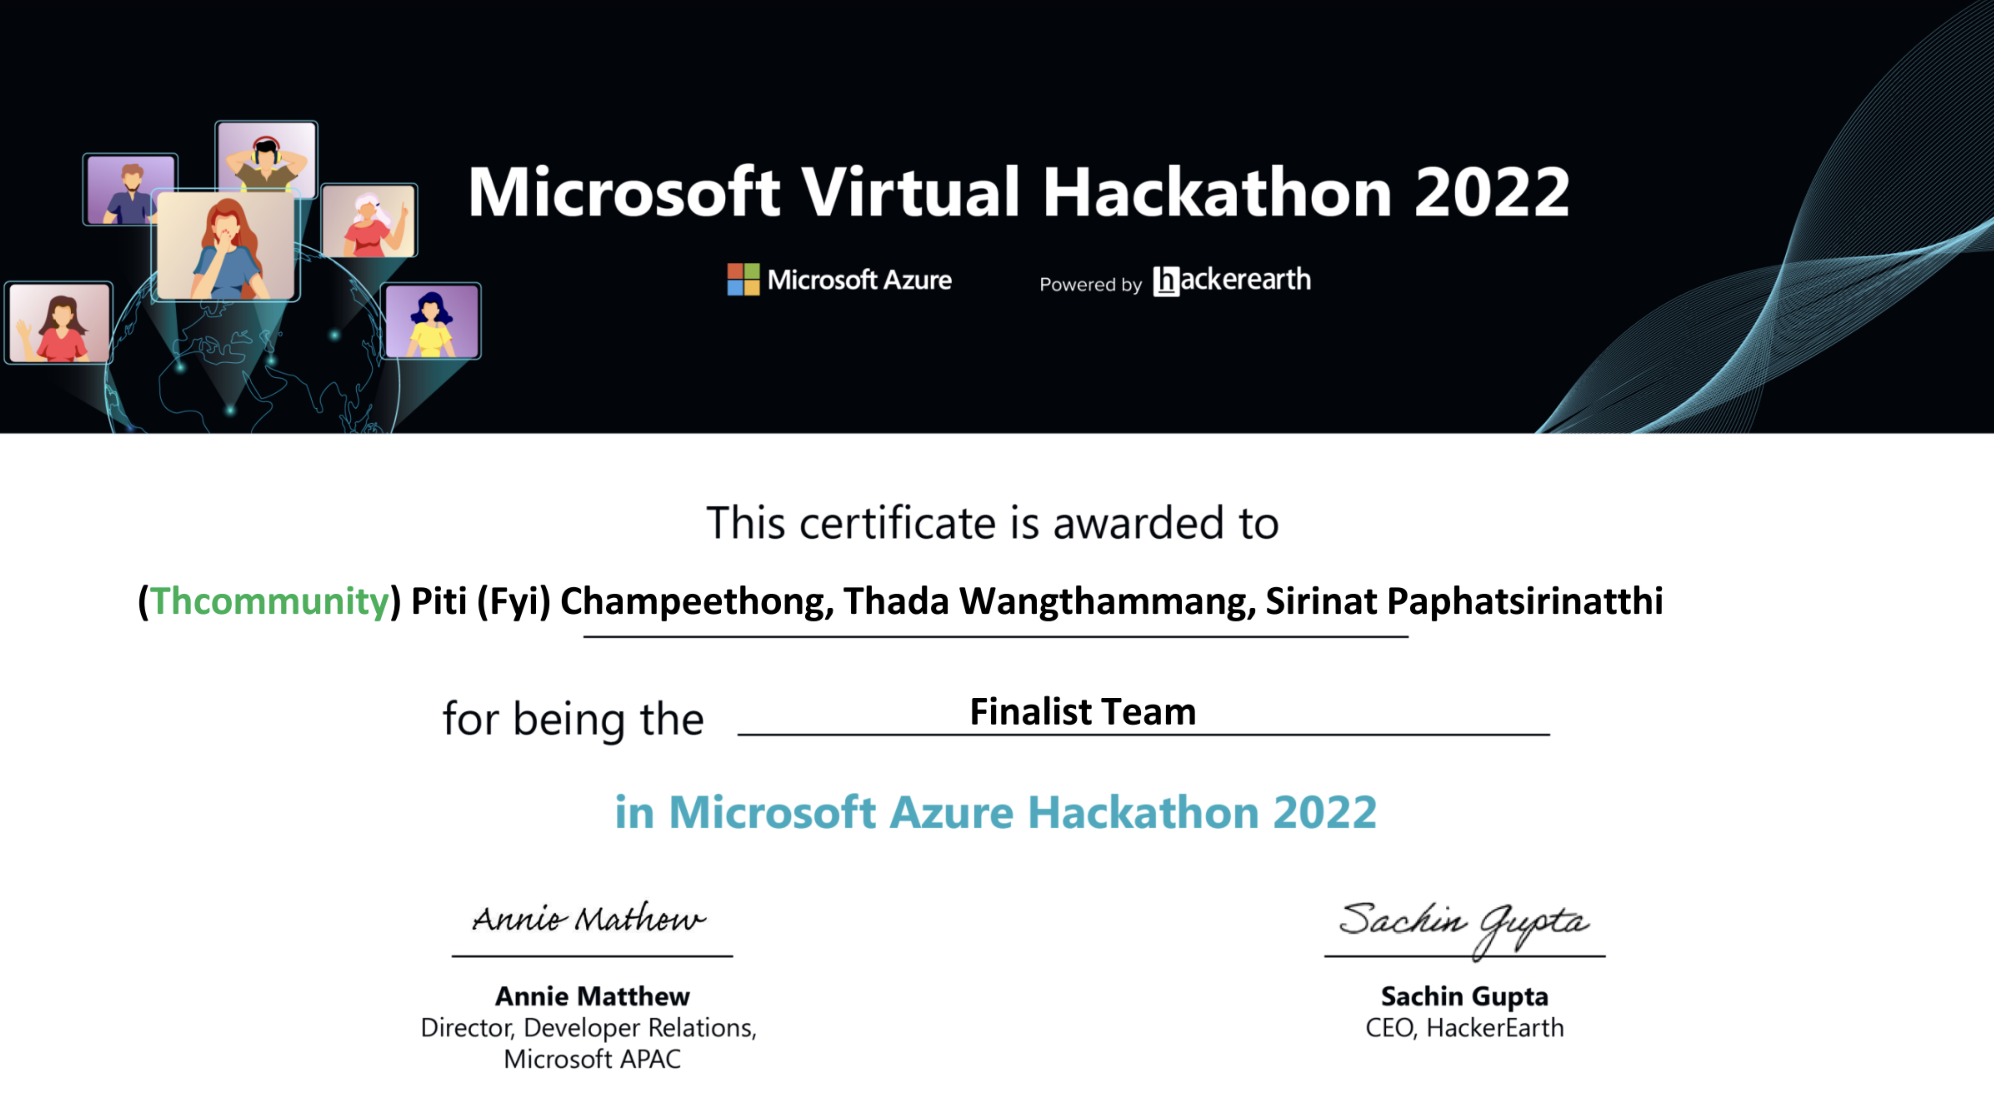 Microsoft Virtual Hackathon 2022
Microsoft Azure Powered by hackerearth
This certificate is awarded to
(Thcommunity) Piti (Fyi) Champeethong, Thada Wangthammang, Sirinat Paphatsirinatthi
for being the Finalist Team
in Microsoft Azure Hackathon 2022
Annie Mathew
Sachin Gupta
Annie Matthew
Director, Developer Relations,
Microsoft APAC
Sachin Gupta
CEO, HackerEarth